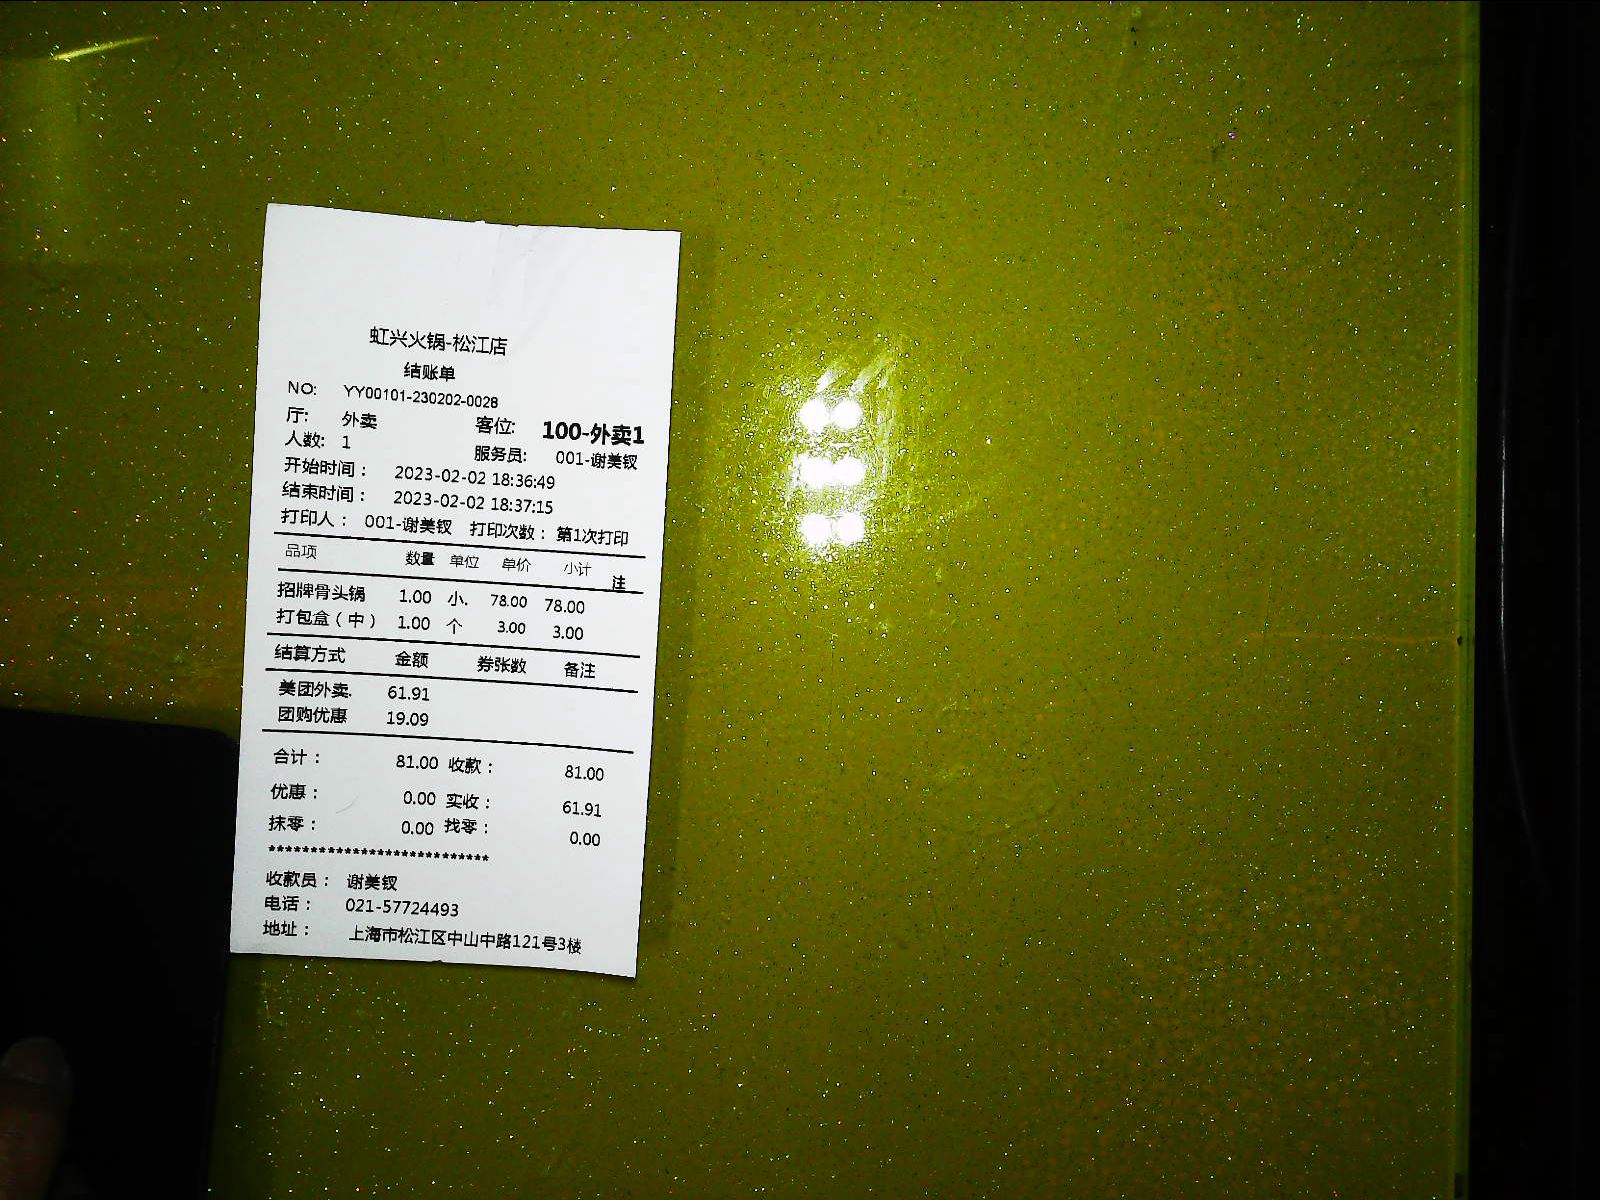 虹兴火锅-松江店
结账单
NO: YY00101-230202-0028
厅: 外卖 客位: 100-外卖1
人数: 1 服务员: 001-谢美钗
开始时间： 2023-02-02 18:36:49
结束时间： 2023-02-02 18:37:15
打印人： 001-谢美钗 打印次数： 第1次打印
品项 数量 单位 单价 小计 注
招牌骨头锅 1.00 小. 78.00 78.00
打包盒（中） 1.00 个 3.00 3.00
结算方式 金额 券张数 备注
美团外卖. 61.91
团购优惠 19.09
合计： 81.00 收款： 81.00
优惠： 0.00 实收： 61.91
抹零： 0.00 找零： 0.00
***************************
收款员： 谢美钗
电话： 021-57724493
地址： 上海市松江区中山中路121号3楼